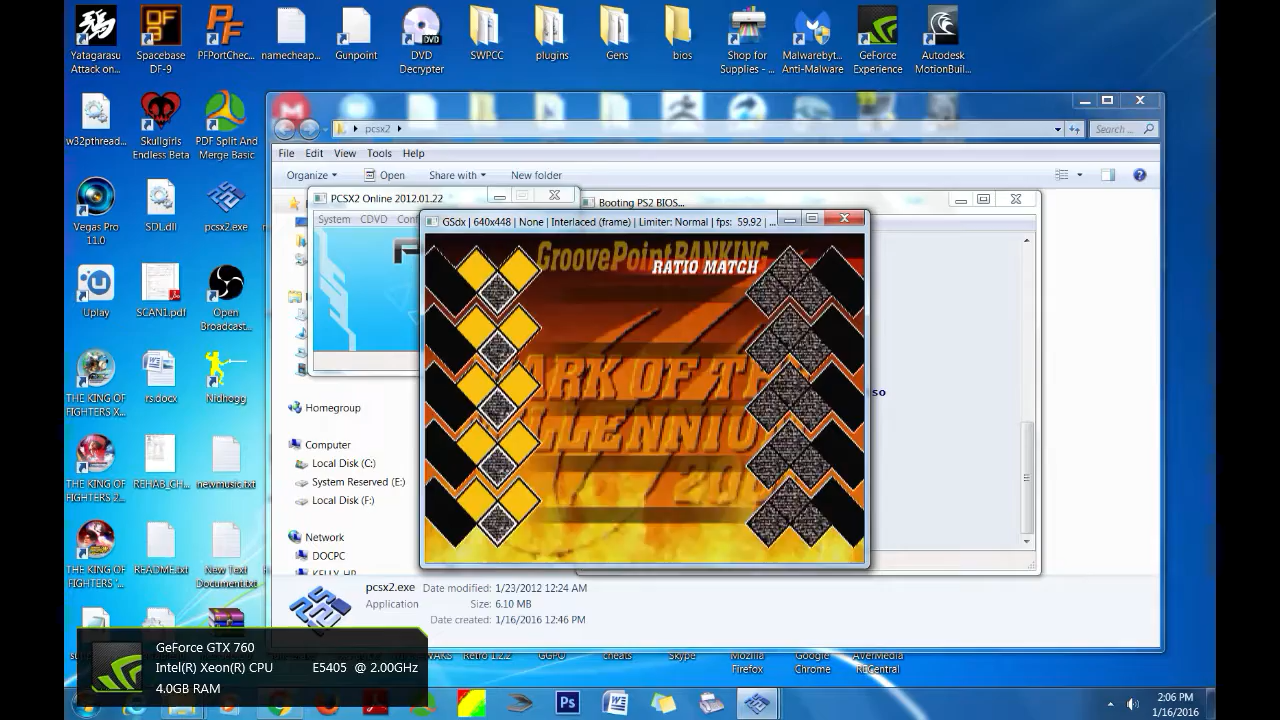 Yatagarasu
Attack on...
Spacebase
DF-9
PFPortChec...
namecheap...
Gunpoint
DVD
DVD
Decrypter
SWPCC
plugins
Gens
bios
Shop for
Supplies - ...
Malwarebyt...
Anti-Malware
GeForce
Experience
Autodesk
MotionBuil...
w32pthread...
Skullgirls
Endless Beta
PDF Split And
Merge Basic
Vegas Pro
11.0
SDL.dll
pcsx2.exe
Uplay
SCAN1.pdf
Open
Broadcast...
THE KING OF
FIGHTERS X...
rs.docx
Nidhogg
THE KING OF
FIGHTERS 2...
REHAB_CH...
newmusic.txt
THE KING OF
FIGHTERS '...
README.txt
New Text
Document.txt
pcsx2
Search ...
File Edit View Tools Help
Organize Open Share with New folder
PCSX2 Online 2012.01.22
System CDVD
Booting PS2 BIOS...
GSdx | 640x448 | None | Interlaced (frame) | Limiter: Normal | fps: 59.92 | ...
GroovePointRANKING
RATIO MATCH
so
Homegroup
Computer
Local Disk (C:)
System Reserved (E:)
Local Disk (F:)
Network
DOCPC
KELLY-HP
pcsx2.exe Date modified: 1/23/2012 12:24 AM
Application Size: 6.10 MB
Date created: 1/16/2016 12:46 PM
GeForce GTX 760
Intel(R) Xeon(R) CPU E5405 @ 2.00GHz
4.0GB RAM
Retro 1.2.2
GGPO
cheats
Skype
Mozilla
Firefox
Google
Chrome
AVerMedia
RECentral
Ps
2:06 PM
1/16/2016